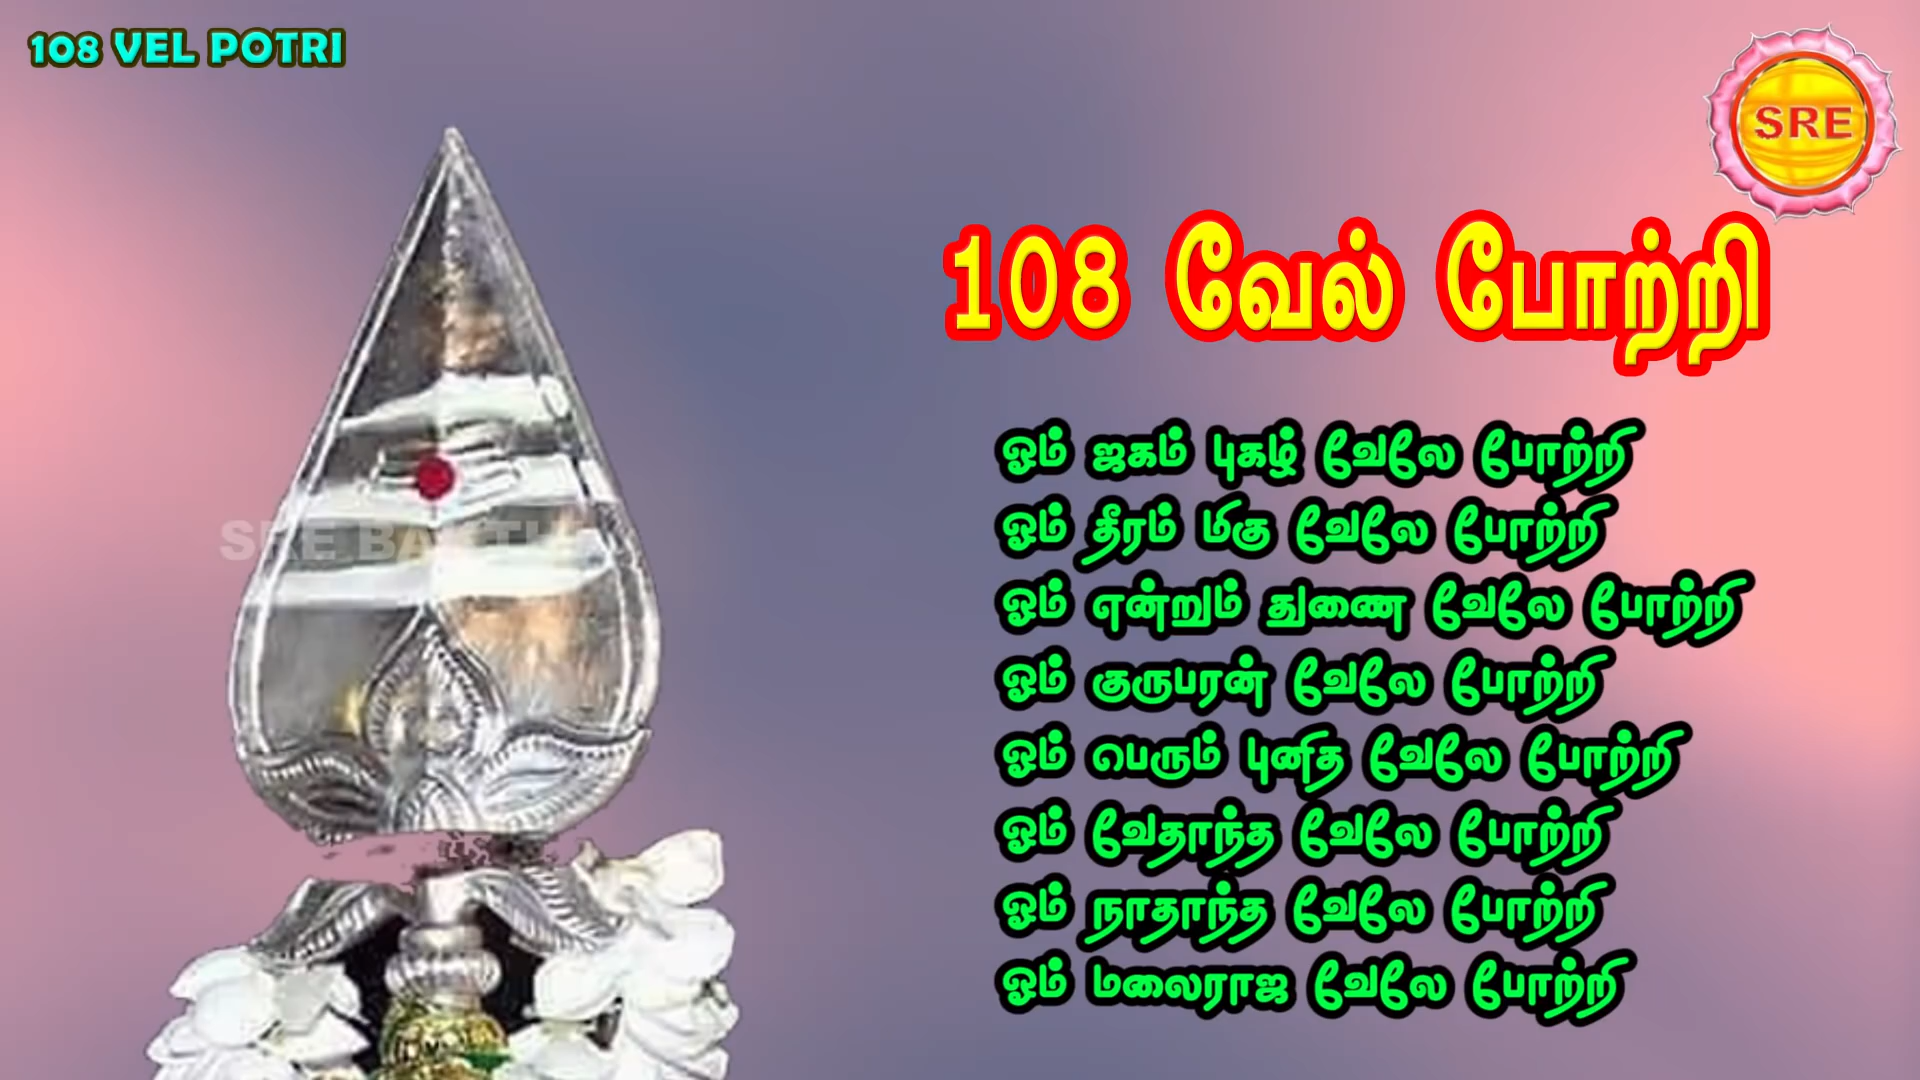 108 VEL POTRI
SRE
108 வேல் போற்றி
ஓம் ஜகம் புகழ் வேலே போற்றி
ஓம் தீரம் மிகு வேலே போற்றி
ஓம் என்றும் துணை வேலே போற்றி
ஓம் குருபரன் வேலே போற்றி
SRE
ஓம் பெரும் புனித வேலே போற்றி
ஓம் வேதாந்த வேலே போற்றி
ஓம் நாதாந்த வேலே போற்றி
ஓம் மலைராஜ வேலே போற்றி